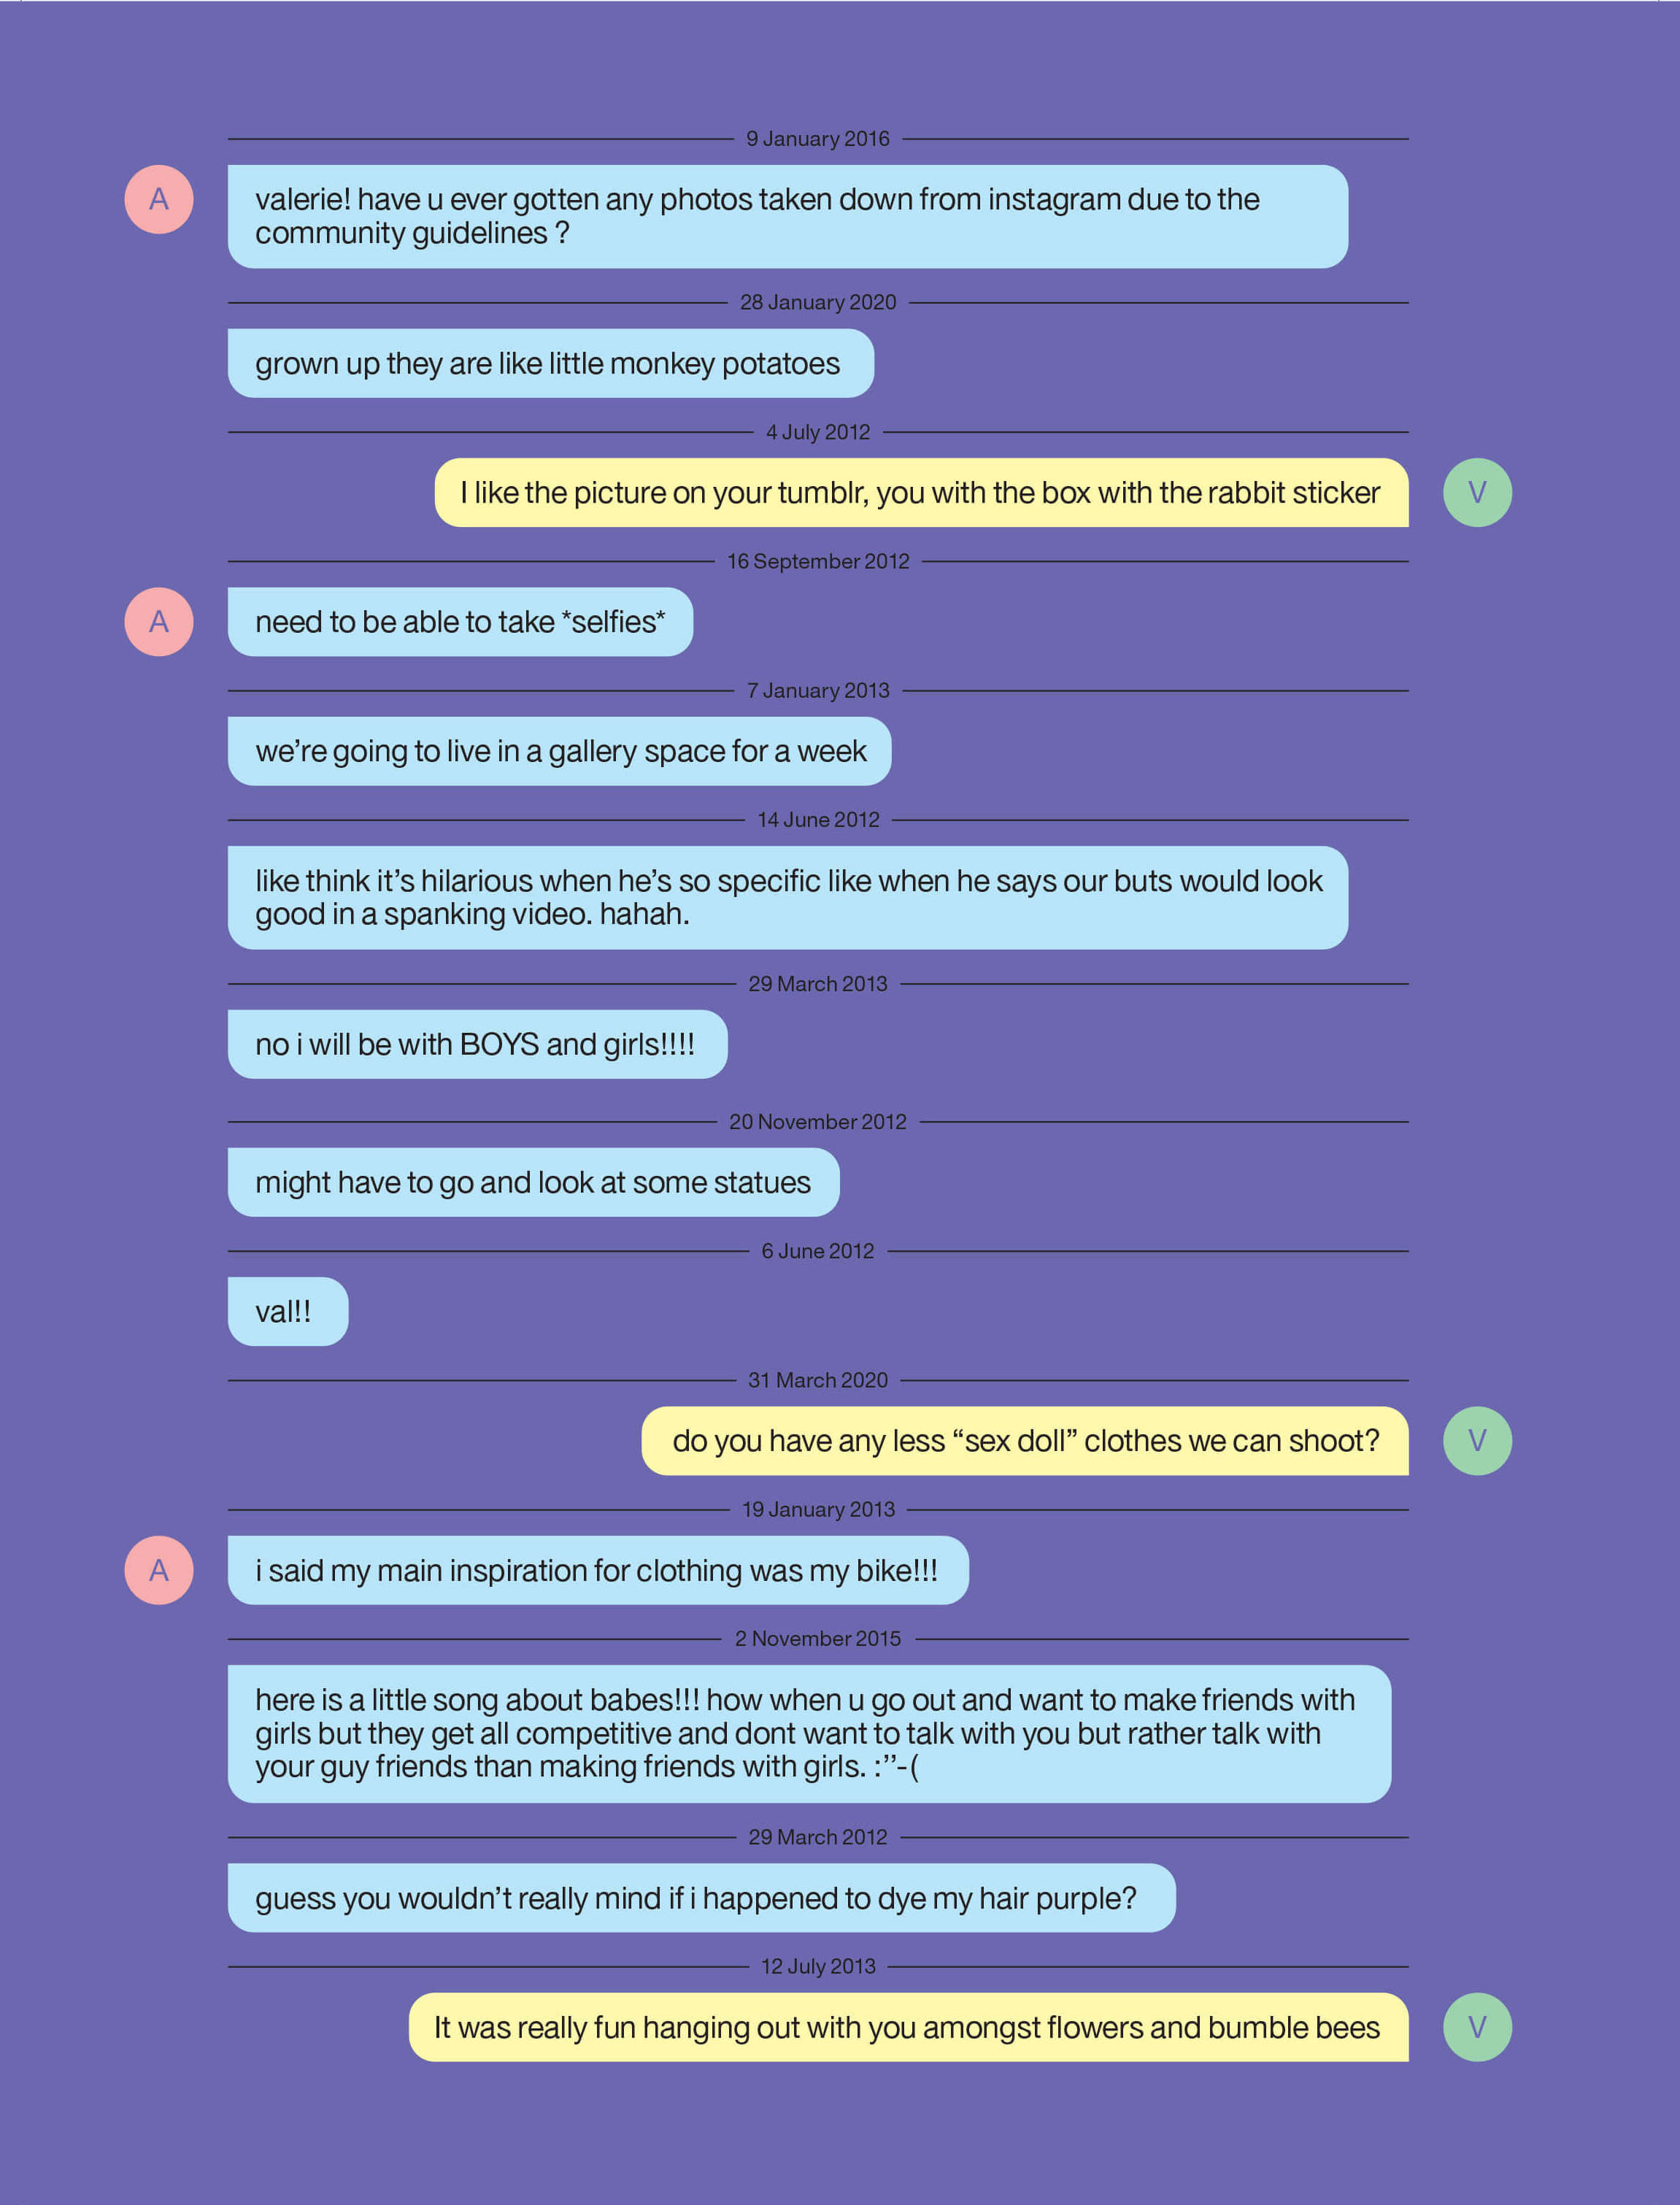 9 January 2016
A
valerie! have u ever gotten any photos taken down from instagram due to the
community guidelines ?
28 January 2020
grown up they are like little monkey potatoes
4 July 2012
I like the picture on your tumblr, you with the box with the rabbit sticker
V
16 September 2012
A
need to be able to take *selfies*
7 January 2013
we’re going to live in a gallery space for a week
14 June 2012
like think it’s hilarious when he’s so specific like when he says our buts would look
good in a spanking video. hahah.
29 March 2013
no i will be with BOYS and girls!!!!
20 November 2012
might have to go and look at some statues
6 June 2012
val!!
31 March 2020
do you have any less “sex doll” clothes we can shoot?
V
19 January 2013
A
i said my main inspiration for clothing was my bike!!!
2 November 2015
here is a little song about babes!!! how when u go out and want to make friends with
girls but they get all competitive and dont want to talk with you but rather talk with
your guy friends than making friends with girls. :’’-(
29 March 2012
guess you wouldn’t really mind if i happened to dye my hair purple?
12 July 2013
It was really fun hanging out with you amongst flowers and bumble bees
V